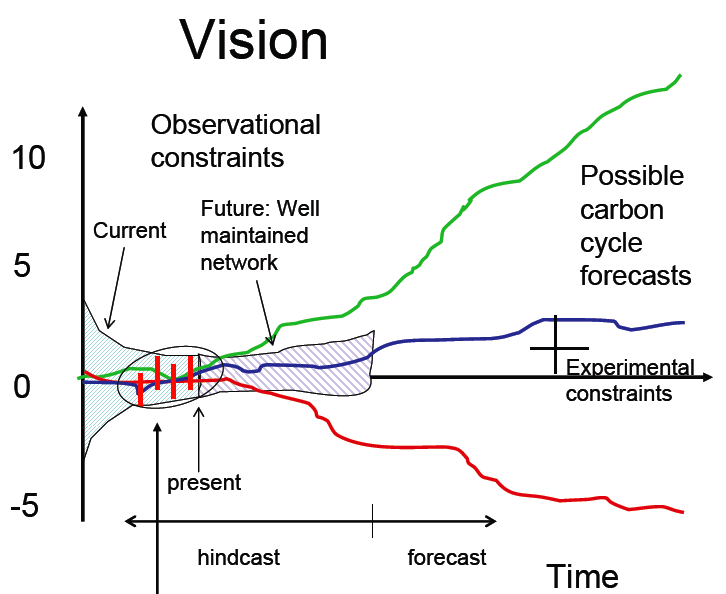 Vision
Observational
constraints
10
Possible
carbon
cycle
forecasts
Future: Well
maintained
network
Current
5
0
Experimental
constraints
present
-5
hindcast
forecast
Time